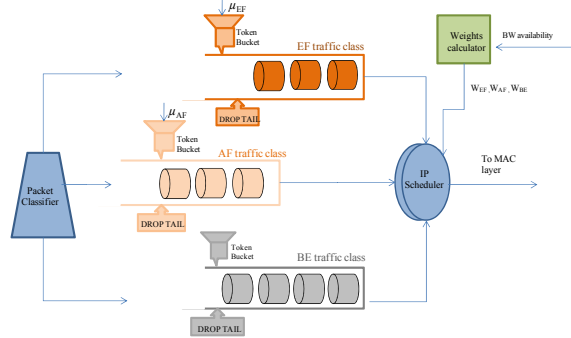 μEF
Token
Bucket
EF traffic class
DROP TAIL
Weights
calculator
BW availability
WEF, WAF, WBE
μAF
Token
Bucket
AF traffic class
DROP TAIL
Packet
Classifier
IP
Scheduler
To MAC
layer
Token
Bucket
BE traffic class
DROP TAIL